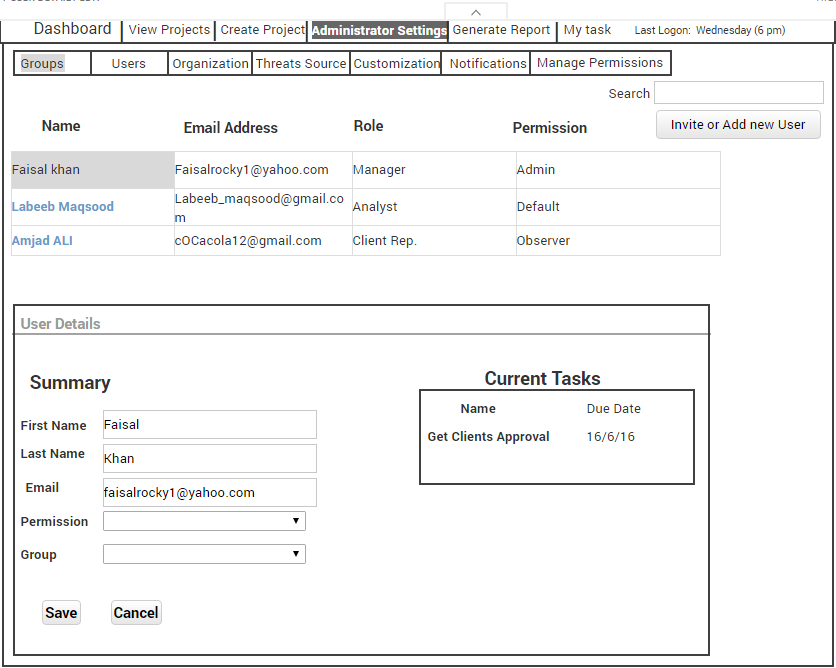 Dashboard View Projects Create Project Administrator Settings Generate Report My task Last Logon: Wednesday (6 pm)
Groups Users Organization Threats Source Customization Notifications Manage Permissions
Search
Invite or Add new User
Name Email Address Role Permission
Faisal khan Faisalrocky1@yahoo.com Manager Admin
Labeeb Maqsood Labeeb_maqsood@gmail.co
m Analyst Default
Amjad ALI cOCacola12@gmail.com Client Rep. Observer
User Details
Summary
First Name Faisal
Last Name Khan
Email faisalrocky1@yahoo.com
Permission
Group
Save Cancel
Current Tasks
Name Due Date
Get Clients Approval 16/6/16